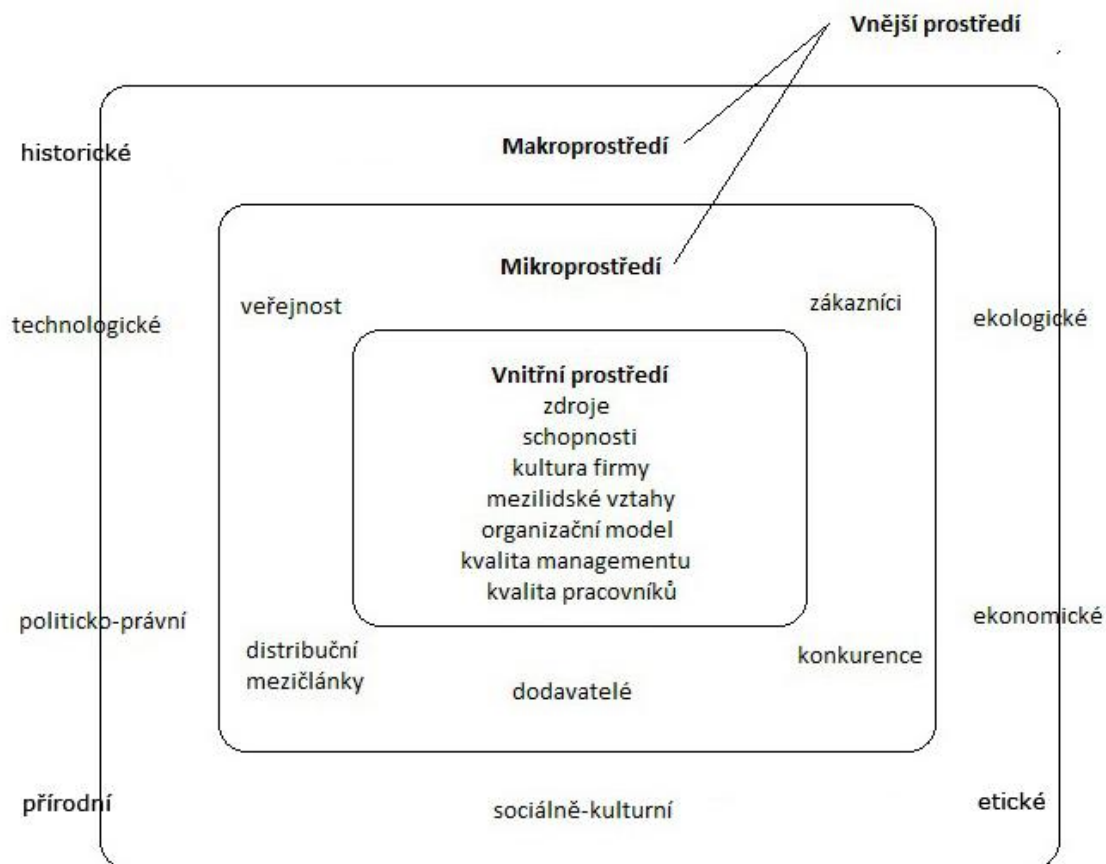 Vnější prostředí
historické
Makroprostředí
Mikroprostředí
veřejnost
zákazníci
technologické
ekologické
Vnitřní prostředí
zdroje
schopnosti
kultura firmy
mezilidské vztahy
organizační model
kvalita managementu
kvalita pracovníků
politicko-právní
ekonomické
distribuční
mezičlánky
konkurence
dodavatelé
přírodní
sociálně-kulturní
etické